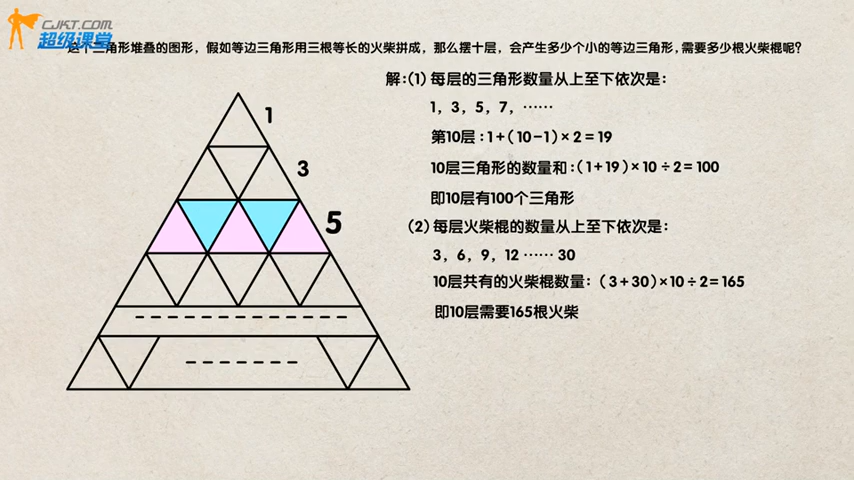 CJKT.COM
超级课堂
这个三角形堆叠的图形，假如等边三角形用三根等长的火柴拼成，那么摆十层，会产生多少个小的等边三角形，需要多少根火柴棍呢？
解：(1) 每层的三角形数量从上至下依次是：
1，3，5，7，……
第10层：1+(10-1)×2=19
10层三角形的数量和：(1+19)×10÷2=100
即10层有100个三角形
(2) 每层火柴棍的数量从上至下依次是：
3，6，9，12 …… 30
10层共有的火柴棍数量：(3+30)×10÷2=165
即10层需要165根火柴
1
3
5